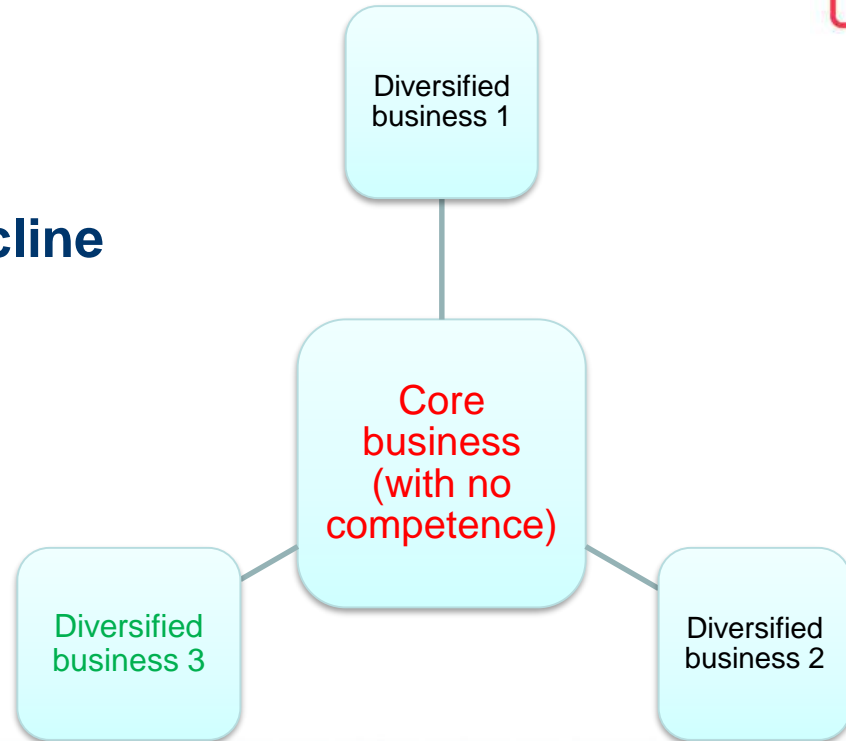 Diversified
business 1
cline
Core
business
(with no
competence)
Diversified
business 3
Diversified
business 2